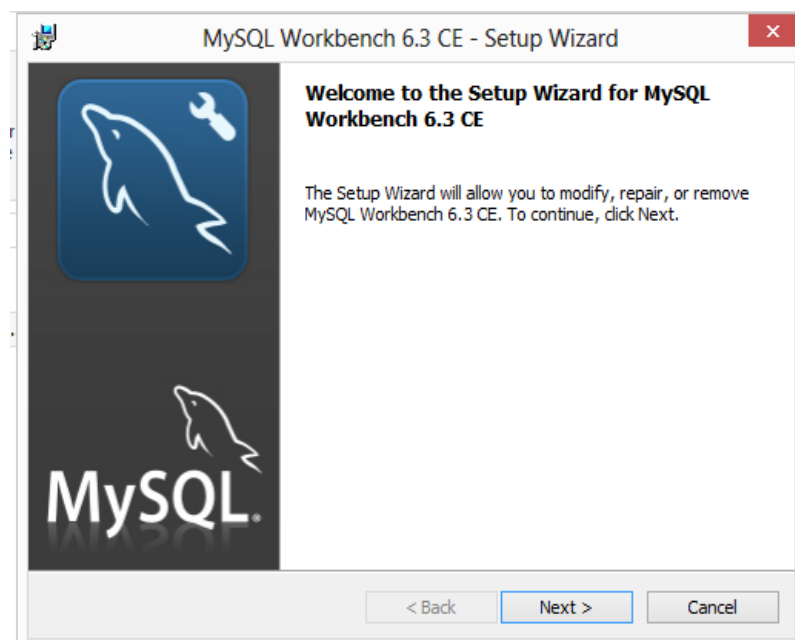 MySQL Workbench 6.3 CE - Setup Wizard
Welcome to the Setup Wizard for MySQL
Workbench 6.3 CE
The Setup Wizard will allow you to modify, repair, or remove
MySQL Workbench 6.3 CE. To continue, click Next.
MySQL®
< Back
Next >
Cancel